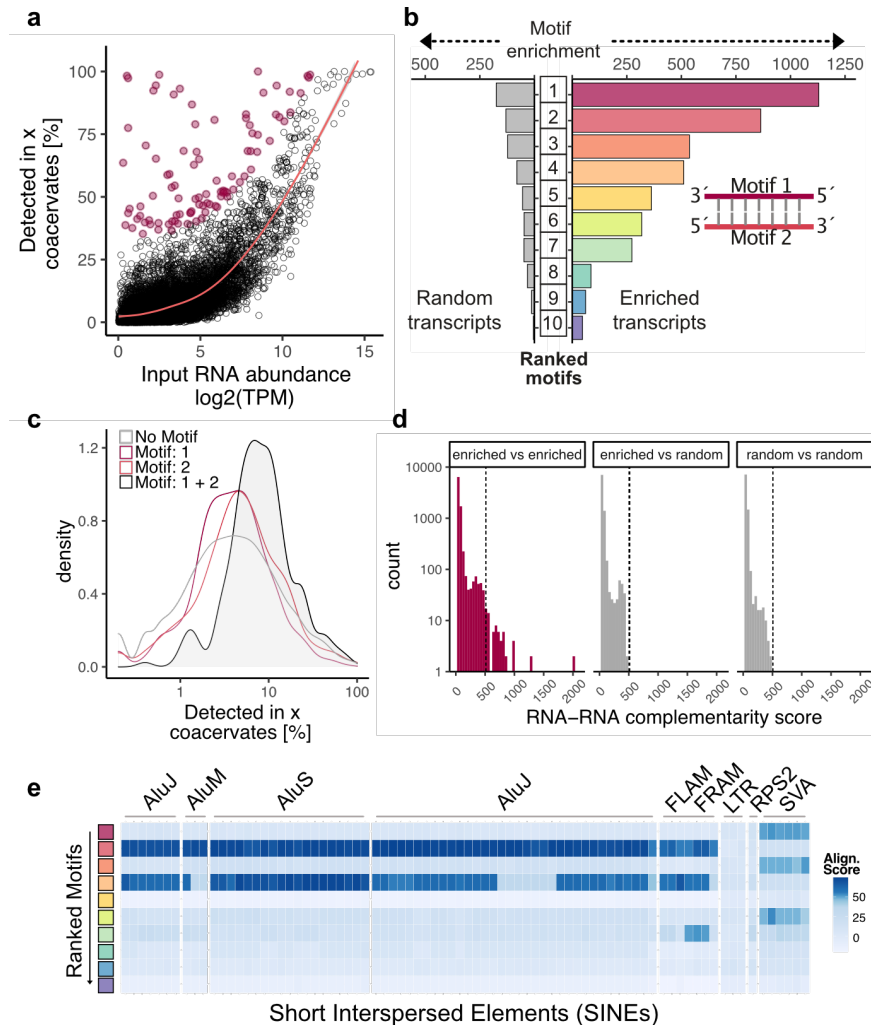 a
Detected in x
coacervates [%]
100
75
50
25
0
0 5 10 15
Input RNA abundance
log2(TPM)
b
Motif
enrichment
500 250 250 500 750 1000 1250
1
2
3
4
5
6
7
8
9
10
Random
transcripts
Enriched
transcripts
Ranked
motifs
3´ Motif 1 5´
5´ Motif 2 3´
c
No Motif
Motif: 1
Motif: 2
Motif: 1 + 2
density
1.2
0.8
0.4
0.0
1 10 100
Detected in x
coacervates [%]
d
enriched vs enriched enriched vs random random vs random
count
10000
1000
100
10
1
0 500 1000 1500 2000 0 500 1000 1500 2000 0 500 1000 1500 2000
RNA−RNA complementarity score
e
AluJ AluM AluS AluJ FLAM FRAM LTR RPS2 SVA
Ranked Motifs
Align.
Score
50
25
0
Short Interspersed Elements (SINEs)